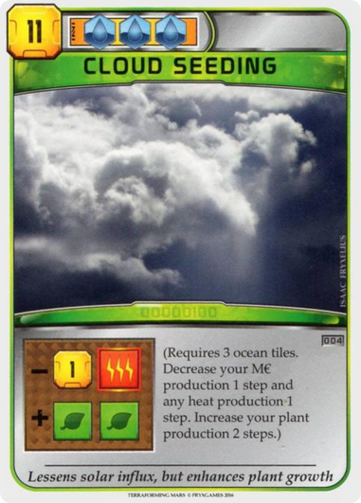 11
CLOUD SEEDING
ISAAC FRYXELIUS
004
1
(Requires 3 ocean tiles.
Decrease your M€
production 1 step and
any heat production 1
step. Increase your plant
production 2 steps.)
Lessens solar influx, but enhances plant growth
TERRAFORMING MARS © FRYXGAMES 2016